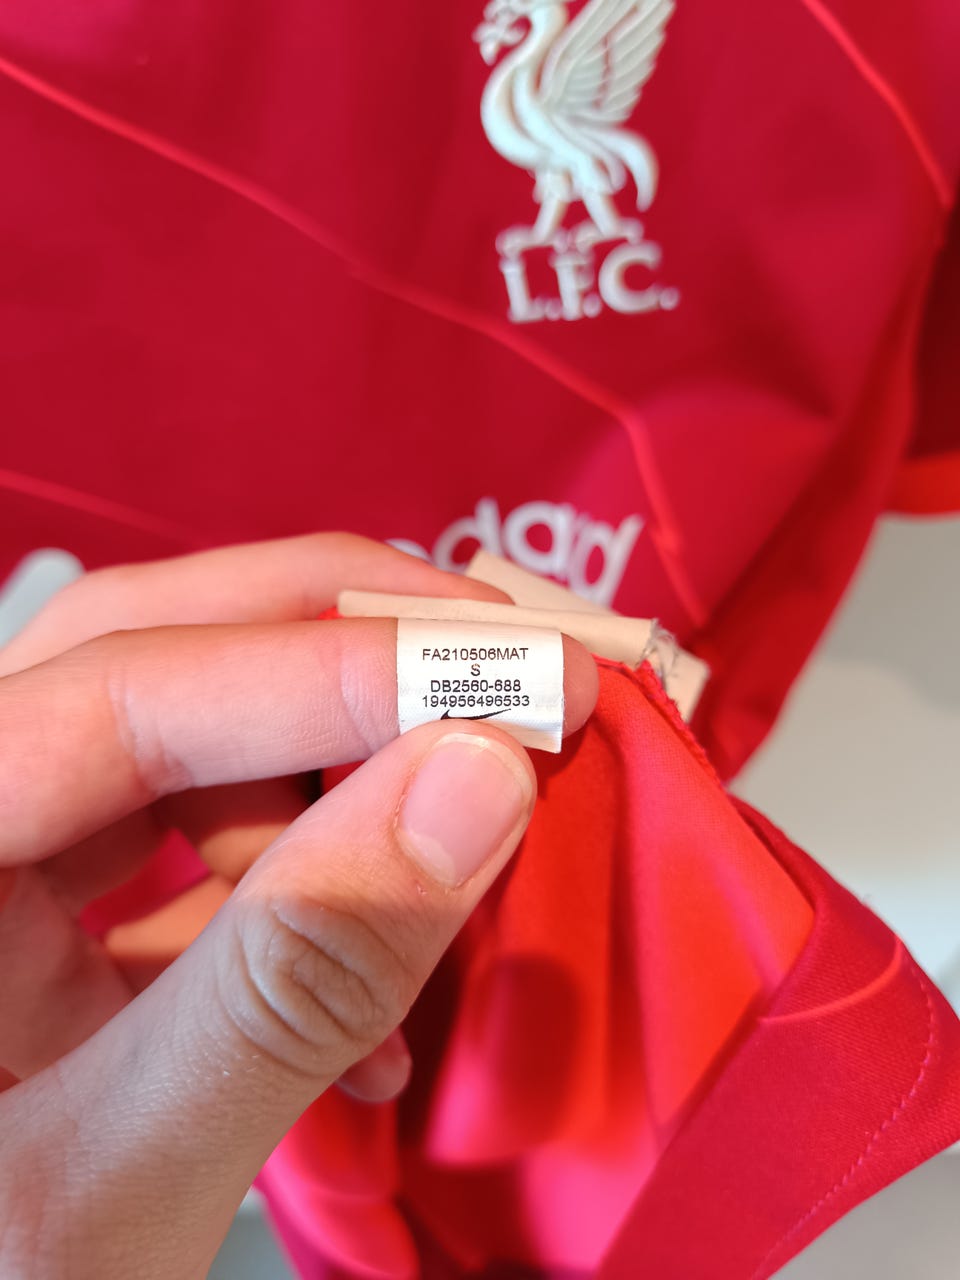 L.F.C.
FA210506MAT
S
DB2560-688
194956496533